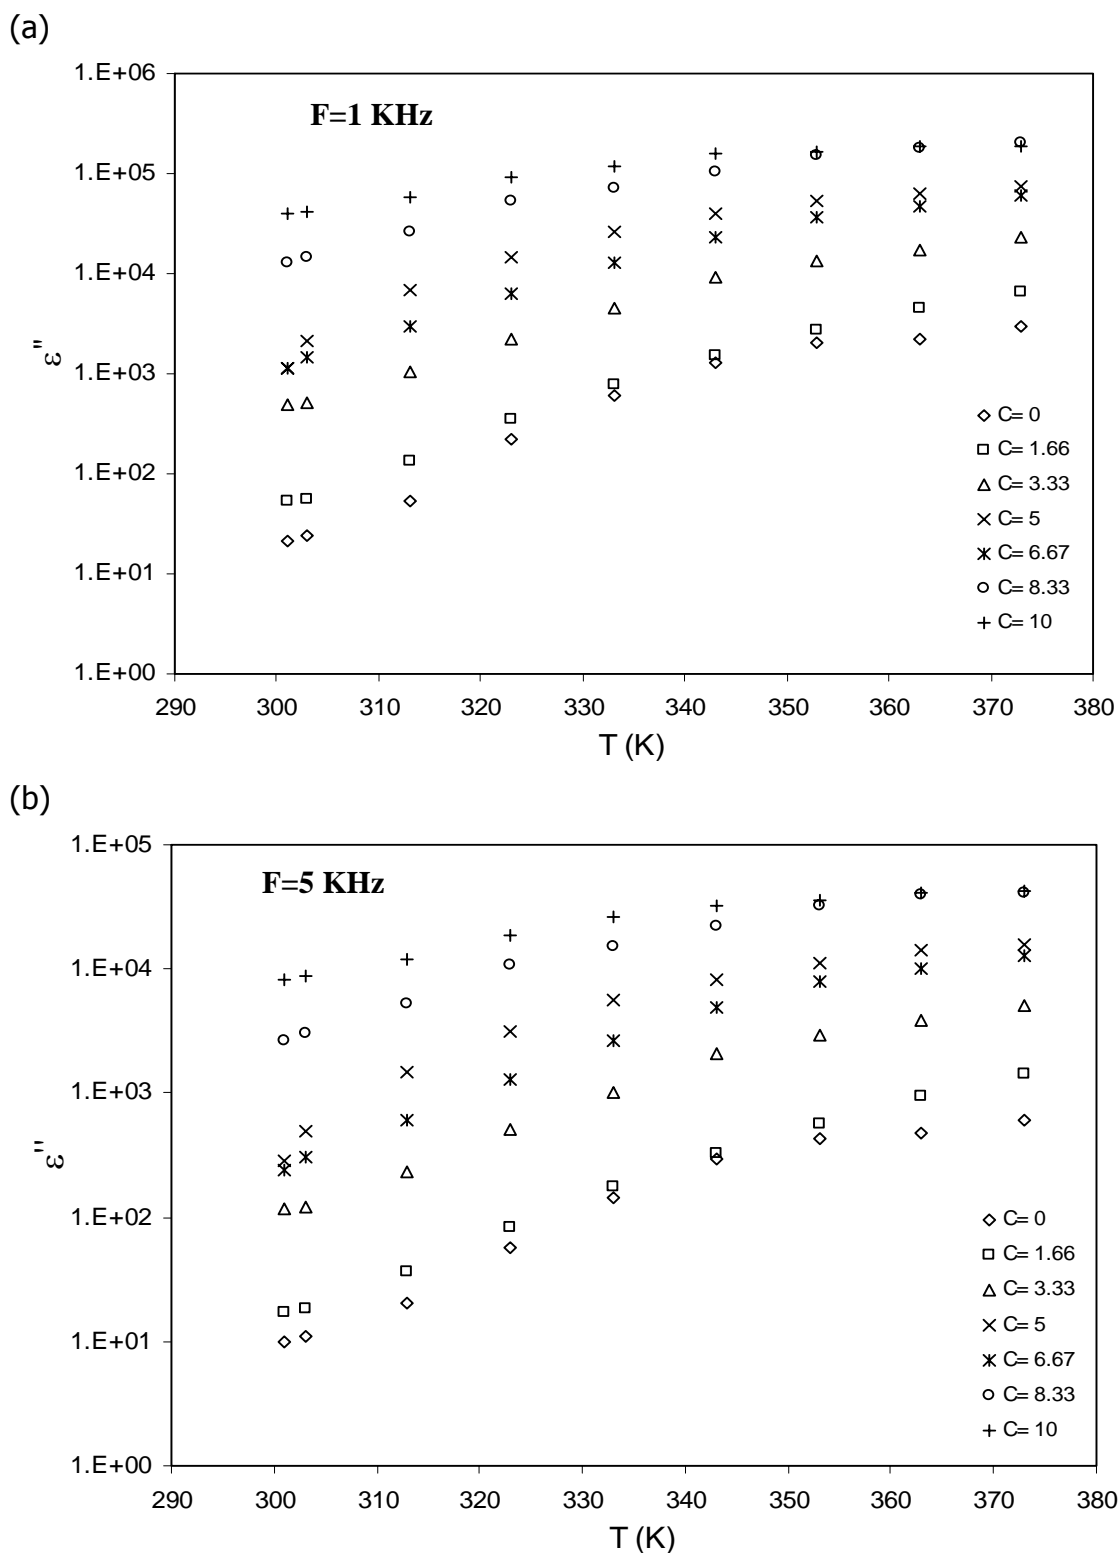 (a)
1.E+06
F=1 KHz
1.E+05
1.E+04
ε"
1.E+03
C= 0
C= 1.66
1.E+02
C= 3.33
C= 5
1.E+01
C= 6.67
C= 8.33
C= 10
1.E+00
290 300 310 320 330 340 350 360 370 380
T (K)
(b)
1.E+05
F=5 KHz
1.E+04
1.E+03
ε"
1.E+02
C= 0
C= 1.66
C= 3.33
1.E+01
C= 5
C= 6.67
C= 8.33
C= 10
1.E+00
290 300 310 320 330 340 350 360 370 380
T (K)